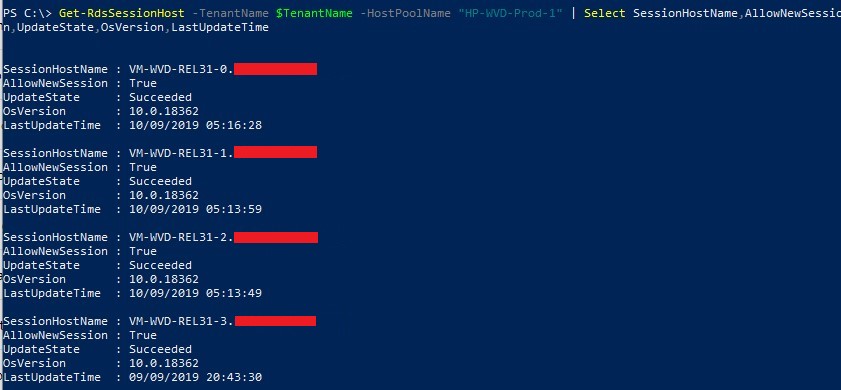 PS C:\> Get-RdsSessionHost -TenantName $TenantName -HostPoolName "HP-WVD-Prod-1" | Select SessionHostName,AllowNewSessio
n,UpdateState,OsVersion,LastUpdateTime
SessionHostName : VM-WVD-REL31-0.
AllowNewSession : True
UpdateState : Succeeded
OsVersion : 10.0.18362
LastUpdateTime : 10/09/2019 05:16:28
SessionHostName : VM-WVD-REL31-1.
AllowNewSession : True
UpdateState : Succeeded
OsVersion : 10.0.18362
LastUpdateTime : 10/09/2019 05:13:59
SessionHostName : VM-WVD-REL31-2.
AllowNewSession : True
UpdateState : Succeeded
OsVersion : 10.0.18362
LastUpdateTime : 10/09/2019 05:13:49
SessionHostName : VM-WVD-REL31-3.
AllowNewSession : True
UpdateState : Succeeded
OsVersion : 10.0.18362
LastUpdateTime : 09/09/2019 20:43:30